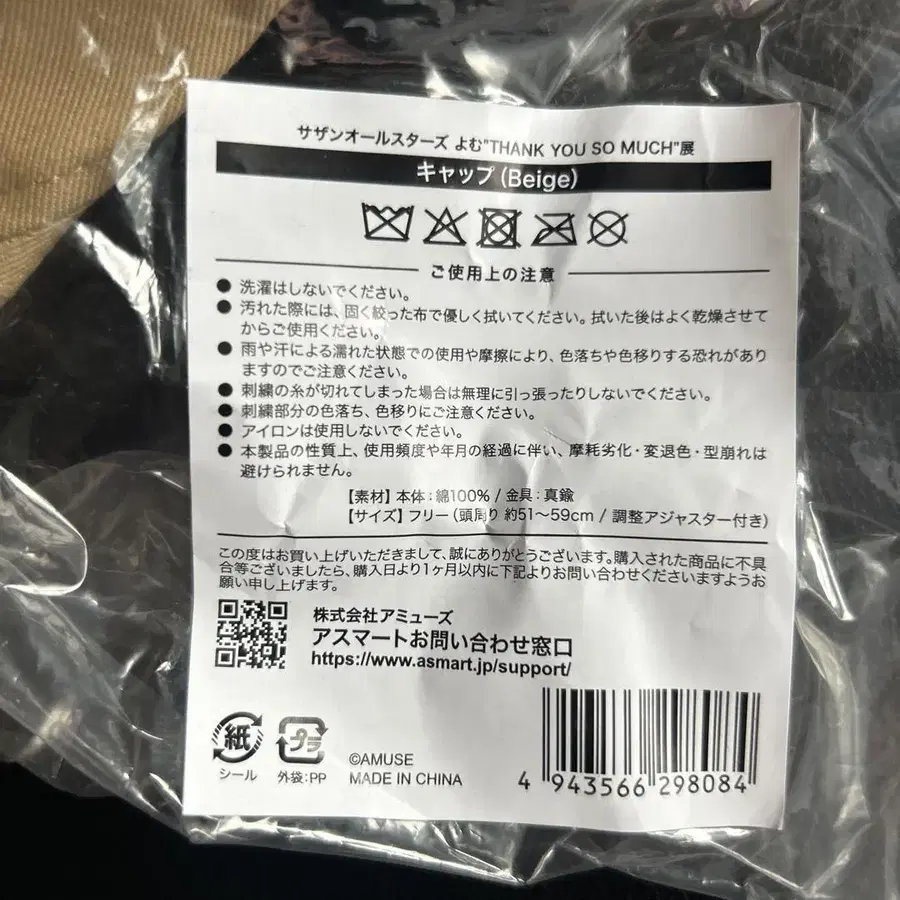 サザンオールスターズ よむ"THANK YOU SO MUCH"展
キャップ(Beige)
ご使用上の注意
● 洗濯はしないでください。
● 汚れた際には、固く絞った布で優しく拭いてください。拭いた後はよく乾燥させて
からご使用ください。
● 雨や汗による濡れた状態での使用や摩擦により、色落ちや色移りする恐れがあり
ますのでご注意ください。
● 刺繍の糸が切れてしまった場合は無理に引っ張ったりしないでください。
● 刺繍部分の色落ち、色移りにご注意ください。
● アイロンは使用しないでください。
● 本製品の性質上、使用頻度や年月の経過に伴い、摩耗劣化・変退色・型崩れは
避けられません。
【素材】本体：綿100% / 金具：真鍮
【サイズ】フリー（頭周り 約51～59cm / 調整アジャスター付き）
この度はお買い上げいただきまして、誠にありがとうございます。購入された商品に不具
合等ございましたら、購入日より1ヶ月以内に下記よりお問い合わせくださいますようお
願い申し上げます。
株式会社アミューズ
アスマートお問い合わせ窓口
https://www.asmart.jp/support/
紙
シール
プラ
外袋：PP
©AMUSE
MADE IN CHINA
4 943566 298084